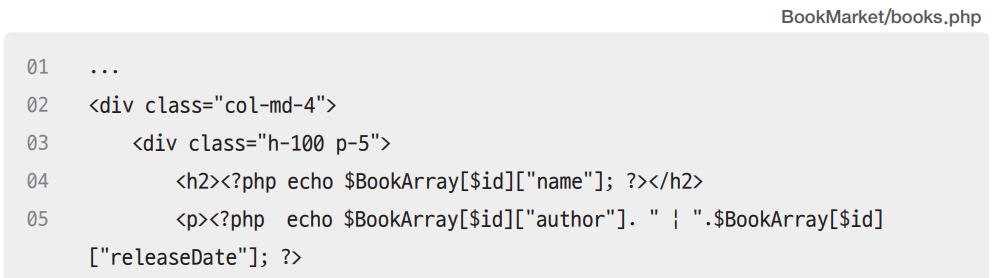 BookMarket/books.php
01 ...
02 <div class="col-md-4">
03 <div class="h-100 p-5">
04 <h2><?php echo $BookArray[$id]["name"]; ?></h2>
05 <p><?php  echo $BookArray[$id]["author"]. " ¦ ".$BookArray[$id]
["releaseDate"]; ?>